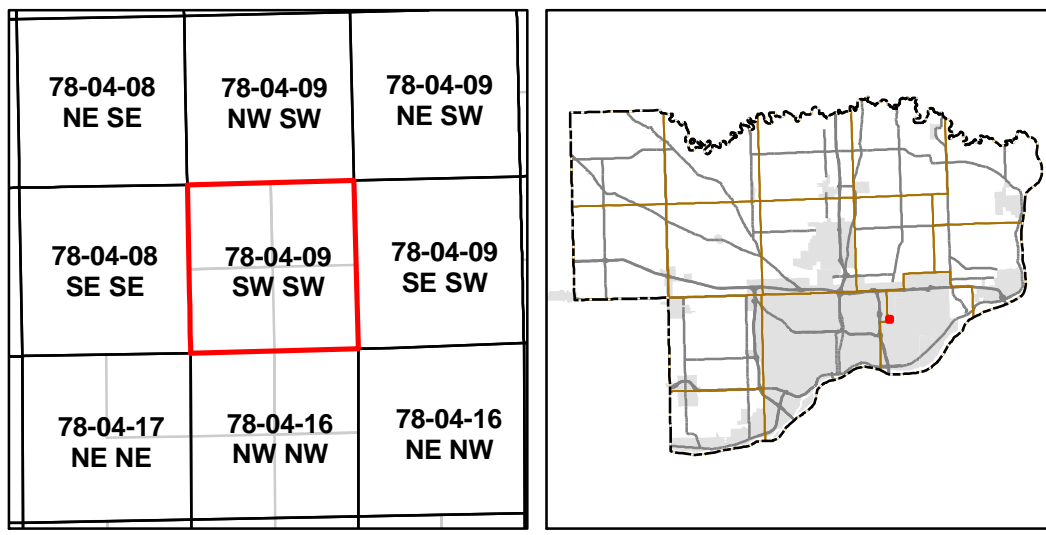 78-04-08
NE SE
78-04-09
NW SW
78-04-09
NE SW
78-04-08
SE SE
78-04-09
SW SW
78-04-09
SE SW
78-04-17
NE NE
78-04-16
NW NW
78-04-16
NE NW